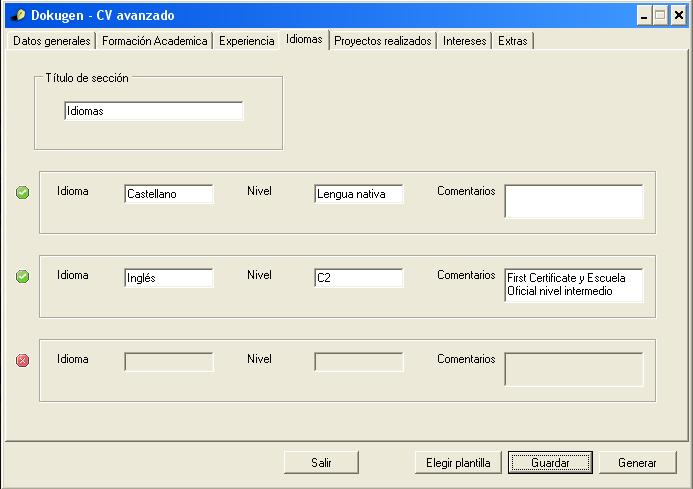 Dokugen - CV avanzado
Datos generales Formación Academica Experiencia Idiomas Proyectos realizados Intereses Extras
Título de sección
Idiomas
Idioma Castellano Nivel Lengua nativa Comentarios
Idioma Inglés Nivel C2 Comentarios First Certificate y Escuela
Oficial nivel intermedio
Idioma Nivel Comentarios
Salir Elegir plantilla Guardar Generar